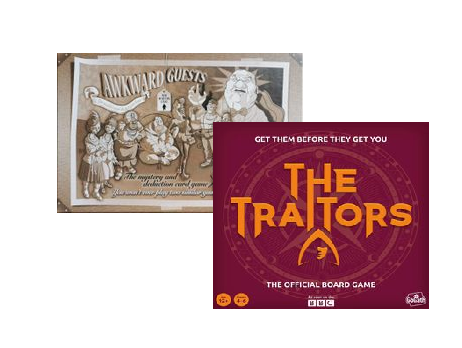 AWKWARD GUESTS
The mystery and
deduction card game
GET THEM BEFORE THEY GET YOU
THE
TRAITORS
THE OFFICIAL BOARD GAME
BBC
Goliath